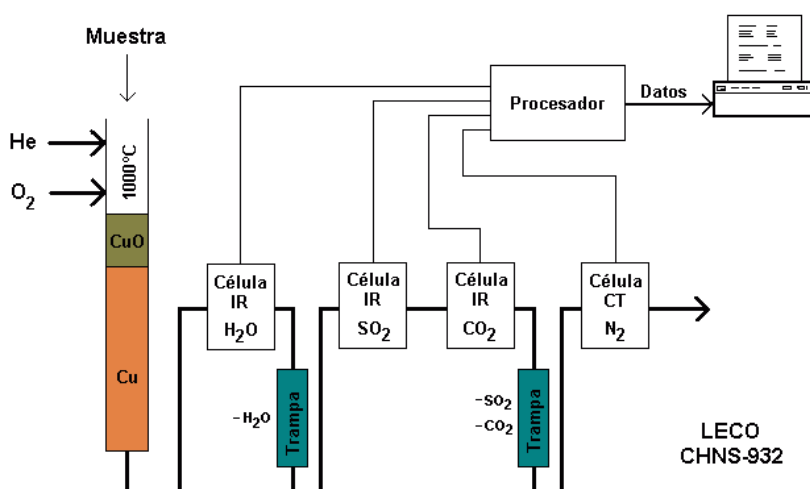 Muestra
He
O2
1000°C
CuO
Cu
Procesador
Datos
Célula
IR
H2O
Célula
IR
SO2
Célula
IR
CO2
Célula
CT
N2
-H2O
Trampa
-SO2
-CO2
Trampa
LECO
CHNS-932